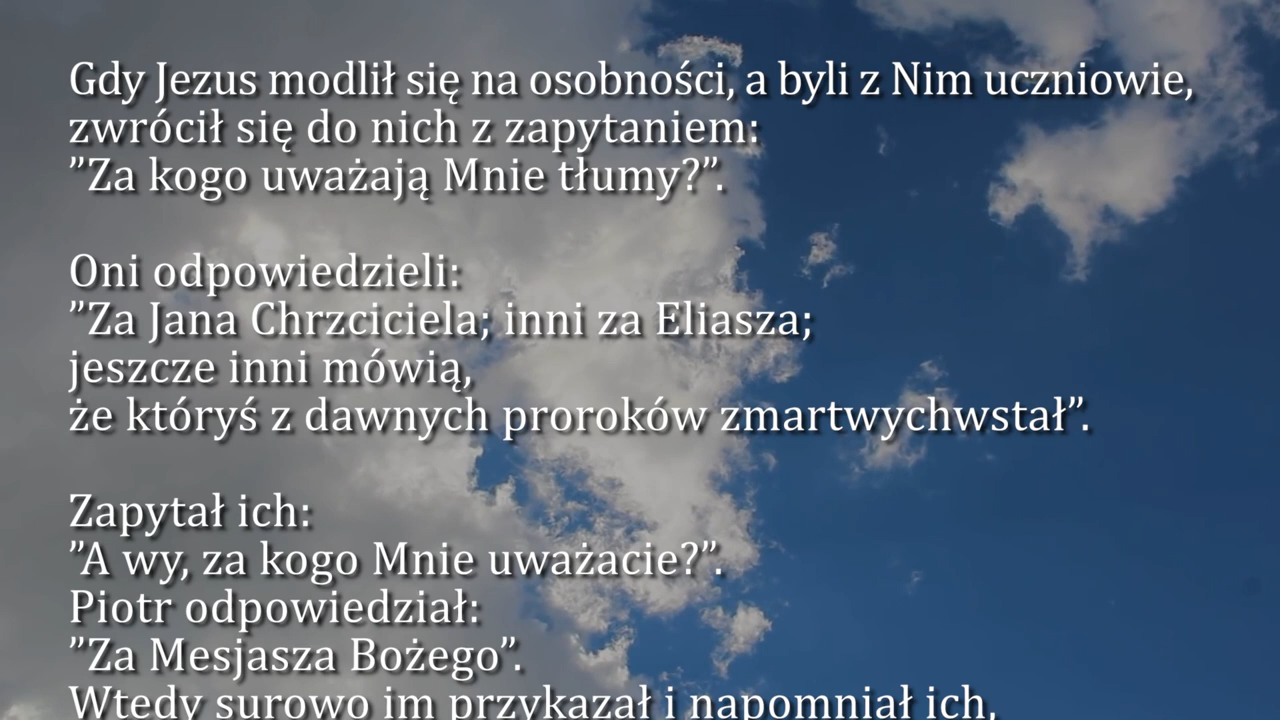 Gdy Jezus modlił się na osobności, a byli z Nim uczniowie,
zwrócił się do nich z zapytaniem:
”Za kogo uważają Mnie tłumy?”.
Oni odpowiedzieli:
”Za Jana Chrzciciela; inni za Eliasza;
jeszcze inni mówią,
że któryś z dawnych proroków zmartwychwstał”.
Zapytał ich:
”A wy, za kogo Mnie uważacie?”.
Piotr odpowiedział:
”Za Mesjasza Bożego”.
Wtedy surowo im przykazał i napomniał ich,